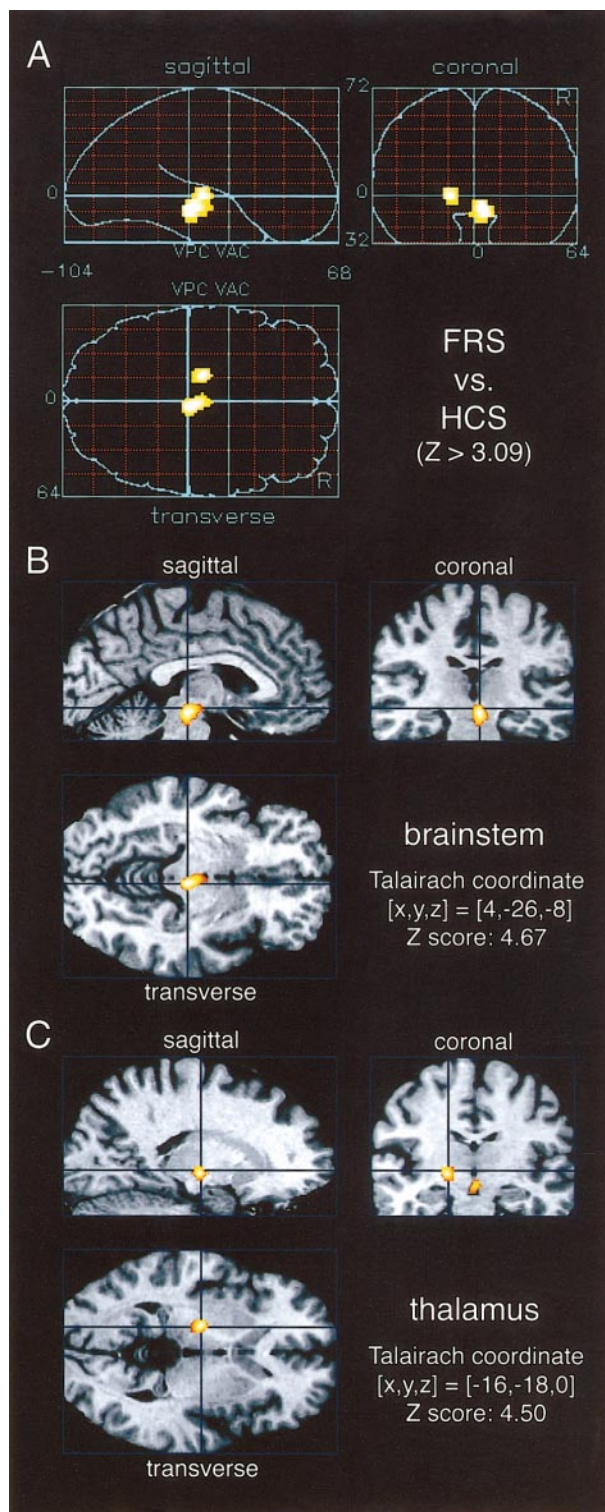 A
sagittal
coronal
72
R
0
0
32
VPC VAC
0
64
-104
68
VPC VAC
0
R
64
transverse
FRS
vs.
HCS
(Z > 3.09)
B
sagittal
coronal
brainstem
Talairach coordinate
[x,y,z] = [4,-26,-8]
Z score: 4.67
transverse
C
sagittal
coronal
thalamus
Talairach coordinate
[x,y,z] = [-16,-18,0]
Z score: 4.50
transverse